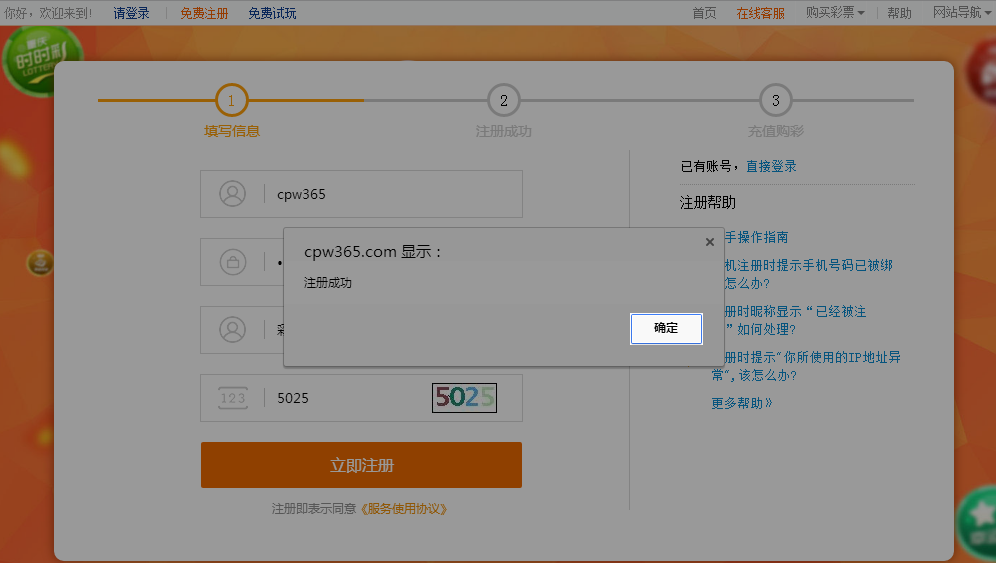 你好，欢迎来到!
请登录
免费注册
免费试玩
首页
在线客服
购买彩票
帮助
网站导航
重庆
时时彩
LOTTERY
1
2
3
填写信息
注册成功
充值购彩
cpw365
已有账号，直接登录
注册帮助
手操作指南
机注册时提示手机号码已被绑
怎么办?
册时昵称显示“已经被注
”如何处理?
册时提示“你所使用的IP地址异
常”,该怎么办?
更多帮助》
cpw365.com 显示：
×
注册成功
确定
123
5025
5025
立即注册
注册即表示同意《服务使用协议》